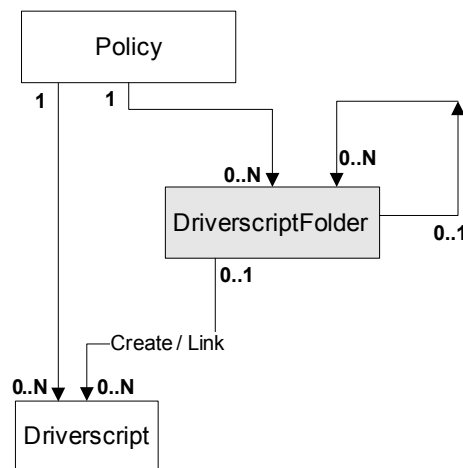 Policy
1
1
0..N
0..N
DriverscriptFolder
0..1
0..1
Create / Link
0..N
0..N
Driverscript